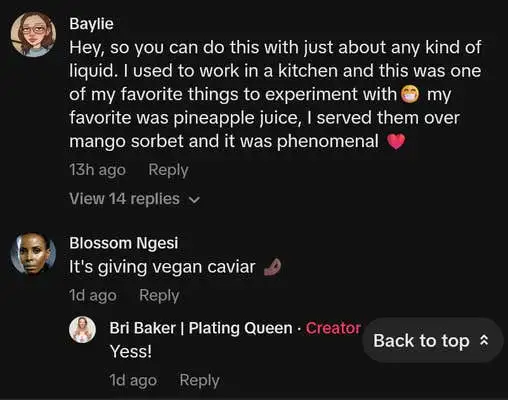 Baylie
Hey, so you can do this with just about any kind of
liquid. I used to work in a kitchen and this was one
of my favorite things to experiment with😁 my
favorite was pineapple juice, I served them over
mango sorbet and it was phenomenal ❤️
13h ago Reply
View 14 replies
Blossom Ngesi
It's giving vegan caviar 🤌🏿
1d ago Reply
Bri Baker | Plating Queen · Creator
Yess!
Back to top
1d ago Reply